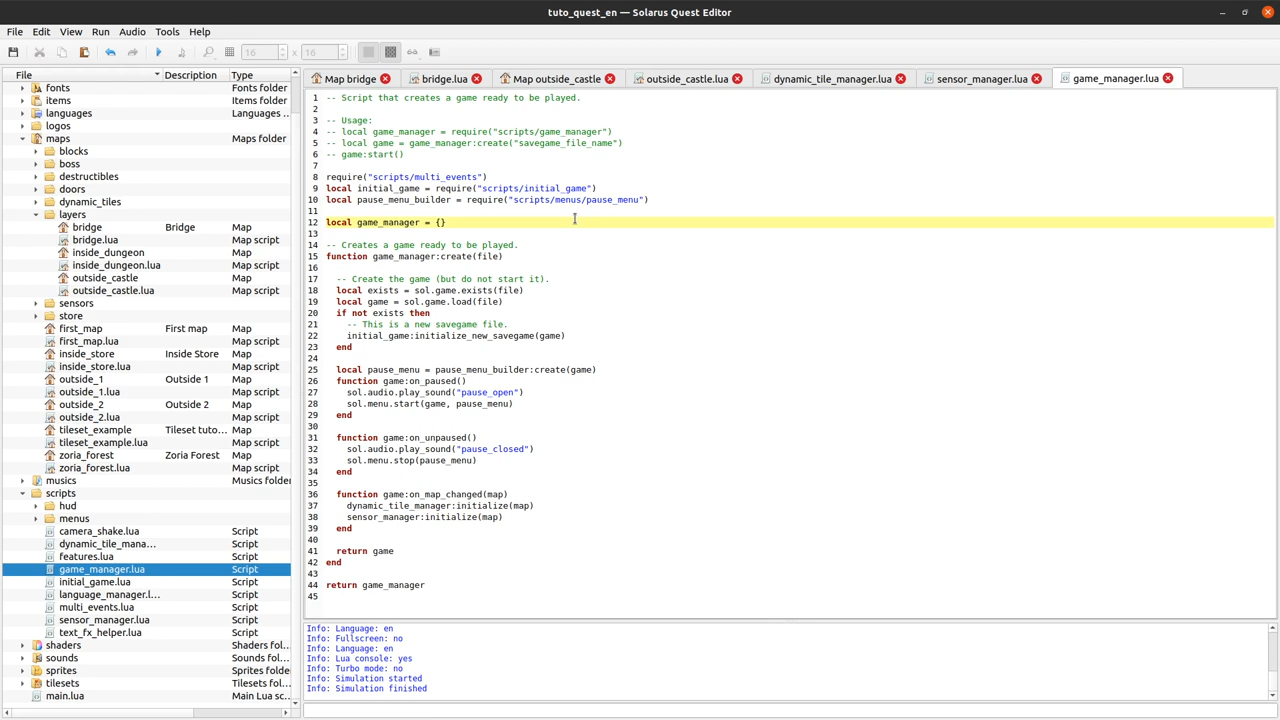 tuto_quest_en — Solarus Quest Editor
File Edit View Run Audio Tools Help
16 x 16
File Description Type
Map bridge bridge.lua Map outside_castle outside_castle.lua dynamic_tile_manager.lua sensor_manager.lua game_manager.lua
fonts Fonts folder
items Items folder
languages Languages ...
logos
maps Maps folder
blocks
boss
destructibles
doors
dynamic_tiles
layers
bridge Bridge Map
bridge.lua Map script
inside_dungeon Map
inside_dungeon.lua Map script
outside_castle Map
outside_castle.lua Map script
sensors
store
first_map First map Map
first_map.lua Map script
inside_store Inside Store Map
inside_store.lua Map script
outside_1 Outside 1 Map
outside_1.lua Map script
outside_2 Outside 2 Map
outside_2.lua Map script
tileset_example Tileset tuto... Map
tileset_example.lua Map script
zoria_forest Zoria Forest Map
zoria_forest.lua Map script
musics Musics folder
scripts
hud
menus
camera_shake.lua Script
dynamic_tile_mana... Script
features.lua Script
game_manager.lua Script
initial_game.lua Script
language_manager.l... Script
multi_events.lua Script
sensor_manager.lua Script
text_fx_helper.lua Script
shaders Shaders fol...
sounds Sounds fol...
sprites Sprites folder
tilesets Tilesets fol...
main.lua Main Lua sc...
1 -- Script that creates a game ready to be played.
2
3 -- Usage:
4 -- local game_manager = require("scripts/game_manager")
5 -- local game = game_manager:create("savegame_file_name")
6 -- game:start()
7
8 require("scripts/multi_events")
9 local initial_game = require("scripts/initial_game")
10 local pause_menu_builder = require("scripts/menus/pause_menu")
11
12 local game_manager = {}
13
14 -- Creates a game ready to be played.
15 function game_manager:create(file)
16
17 -- Create the game (but do not start it).
18 local exists = sol.game.exists(file)
19 local game = sol.game.load(file)
20 if not exists then
21 -- This is a new savegame file.
22 initial_game:initialize_new_savegame(game)
23 end
24
25 local pause_menu = pause_menu_builder:create(game)
26 function game:on_paused()
27 sol.audio.play_sound("pause_open")
28 sol.menu.start(game, pause_menu)
29 end
30
31 function game:on_unpaused()
32 sol.audio.play_sound("pause_closed")
33 sol.menu.stop(pause_menu)
34 end
35
36 function game:on_map_changed(map)
37 dynamic_tile_manager:initialize(map)
38 sensor_manager:initialize(map)
39 end
40
41 return game
42 end
43
44 return game_manager
45
Info: Language: en
Info: Fullscreen: no
Info: Language: en
Info: Lua console: yes
Info: Turbo mode: no
Info: Simulation started
Info: Simulation finished